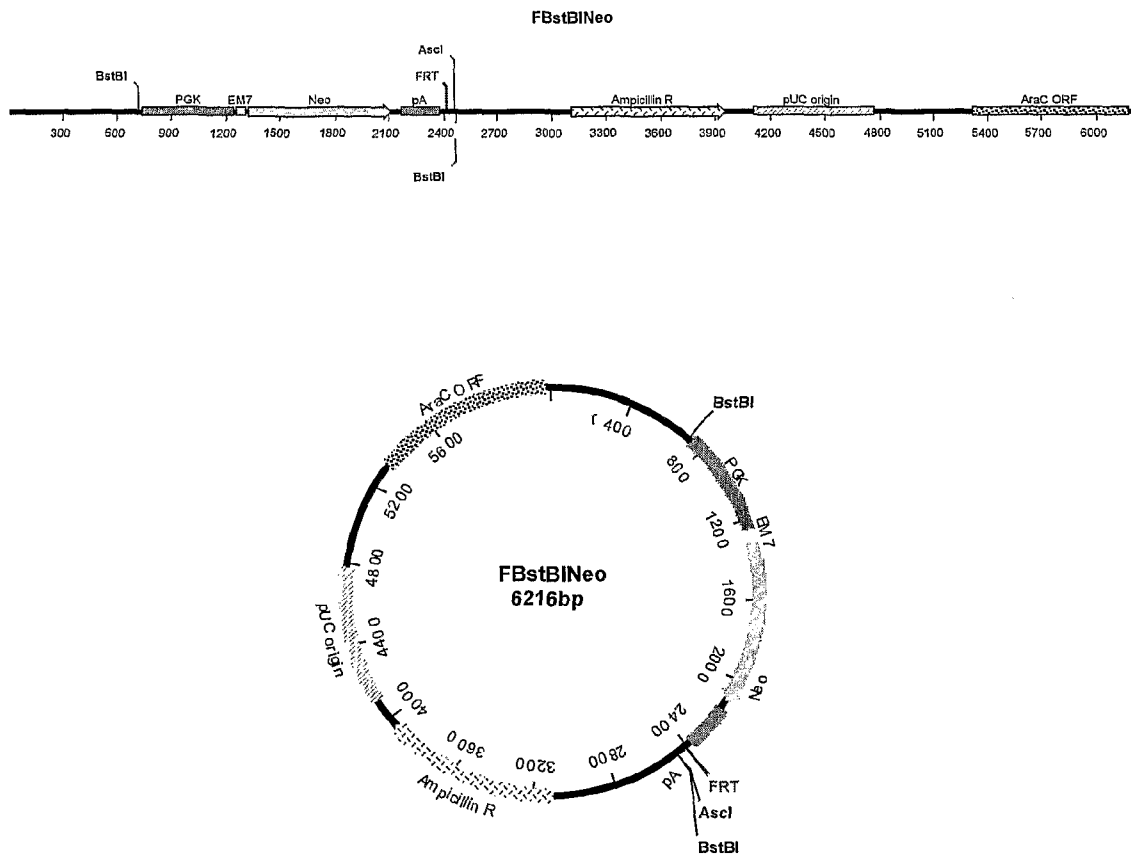 FBstBINeo
AscI
BstBI
FRT
PGK EM7 Neo pA Ampicillin R pUC origin AraC ORF
300 600 900 1200 1500 1800 2100 2400 2700 3000 3300 3600 3900 4200 4500 4800 5100 5400 5700 6000
BstBI
AraC ORF
BstBI
400
5600
800
PGK
5200
1200
EM7
4800
FBstBINeo
6216bp
1600
pUC origin
4400
2000
Neo
4000
2400
3600
2800
3200
pA
FRT
Ampicillin R
AscI
BstBI